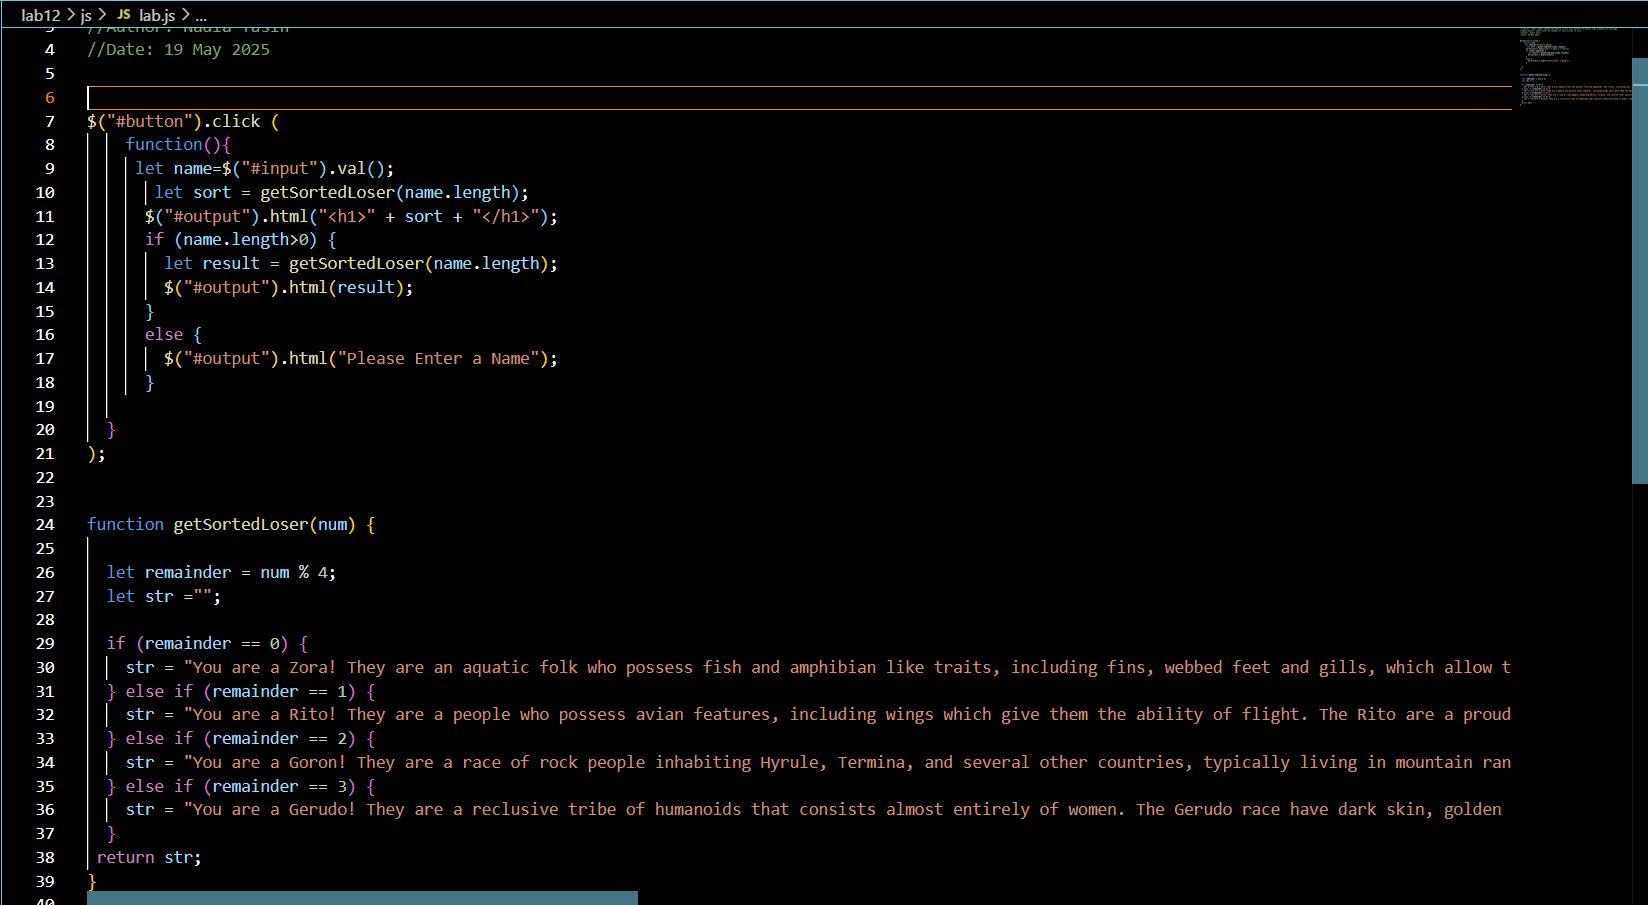 lab12 > js > JS lab.js > ...
3 //Author: Nadia Yasin
4 //Date: 19 May 2025
5
6
7 $("#button").click (
8 function(){
9 let name=$("#input").val();
10 let sort = getSortedLoser(name.length);
11 $("#output").html("<h1>" + sort + "</h1>");
12 if (name.length>0) {
13 let result = getSortedLoser(name.length);
14 $("#output").html(result);
15 }
16 else {
17 $("#output").html("Please Enter a Name");
18 }
19
20 }
21 );
22
23
24 function getSortedLoser(num) {
25
26 let remainder = num % 4;
27 let str ="";
28
29 if (remainder == 0) {
30 str = "You are a Zora! They are an aquatic folk who possess fish and amphibian like traits, including fins, webbed feet and gills, which allow t
31 } else if (remainder == 1) {
32 str = "You are a Rito! They are a people who possess avian features, including wings which give them the ability of flight. The Rito are a proud
33 } else if (remainder == 2) {
34 str = "You are a Goron! They are a race of rock people inhabiting Hyrule, Termina, and several other countries, typically living in mountain ran
35 } else if (remainder == 3) {
36 str = "You are a Gerudo! They are a reclusive tribe of humanoids that consists almost entirely of women. The Gerudo race have dark skin, golden
37 }
38 return str;
39 }
40